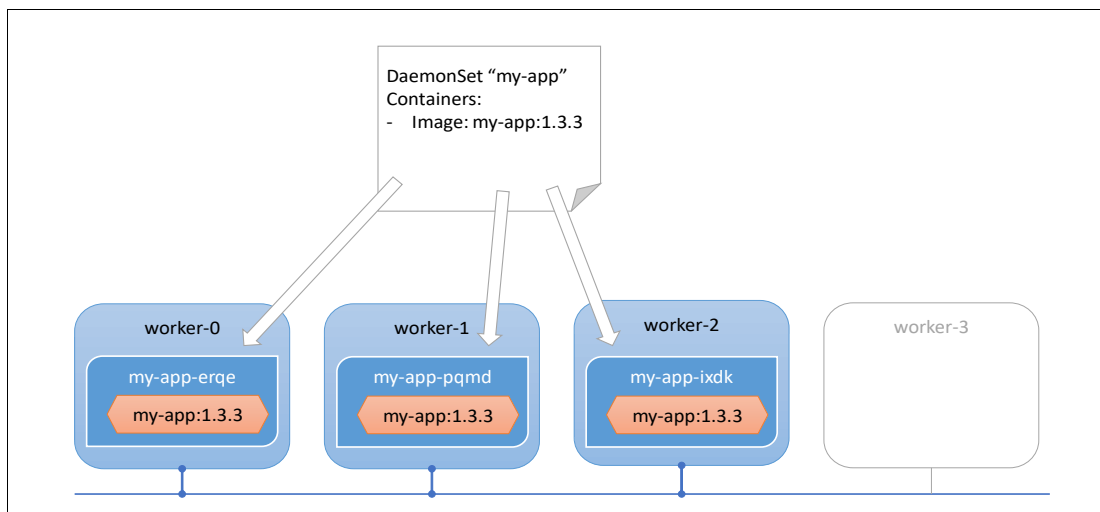 DaemonSet “my-app”
Containers:
- Image: my-app:1.3.3
worker-0
worker-1
worker-2
worker-3
my-app-erqe
my-app-pqmd
my-app-ixdk
my-app:1.3.3
my-app:1.3.3
my-app:1.3.3